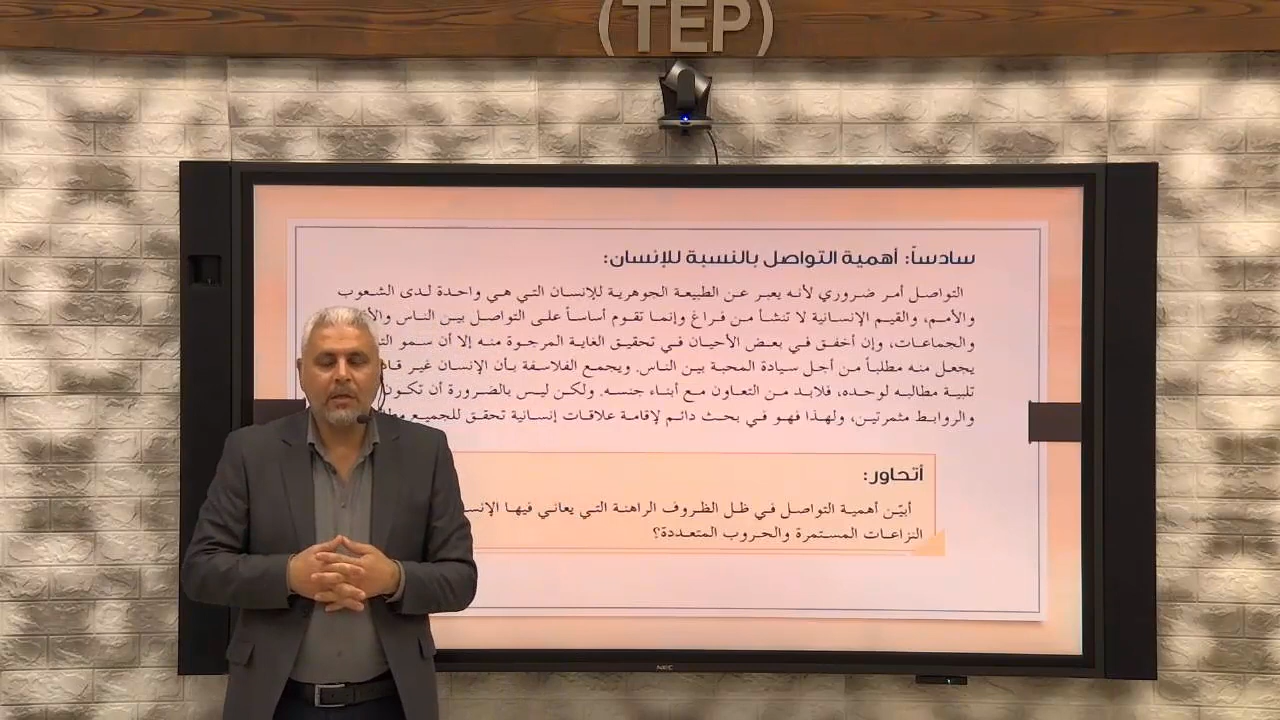 (TEP)
سادساً: أهمية التواصل بالنسبة للإنسان:
التواصل أمر ضروري لأنه يعبر عن الطبيعة الجوهرية للإنسان التي هي واحدة لدى الشعوب
والأمم، والقيم الإنسانية لا تنشأ من فراغ وإنما تقوم أساساً على التواصل بين الناس
والجماعات، وإن أخفق في بعض الأحيان في تحقيق الغاية المرجوة منه إلا أن سمو
يجعل منه مطلباً من أجل سيادة المحبة بين الناس. ويجمع الفلاسفة بأن الإنسان غير
تلبية مطالبه لوحده، فلابد من التعاون مع أبناء جنسه. ولكن ليس بالضرورة أن
والروابط مثمرتين، ولهذا فهو في بحث دائم لإقامة علاقات إنسانية تحقق للجميع
أتحاور:
أبيّن أهمية التواصل في ظل الظروف الراهنة التي يعاني فيها
النزاعات المستمرة والحروب المتعددة؟
NEC